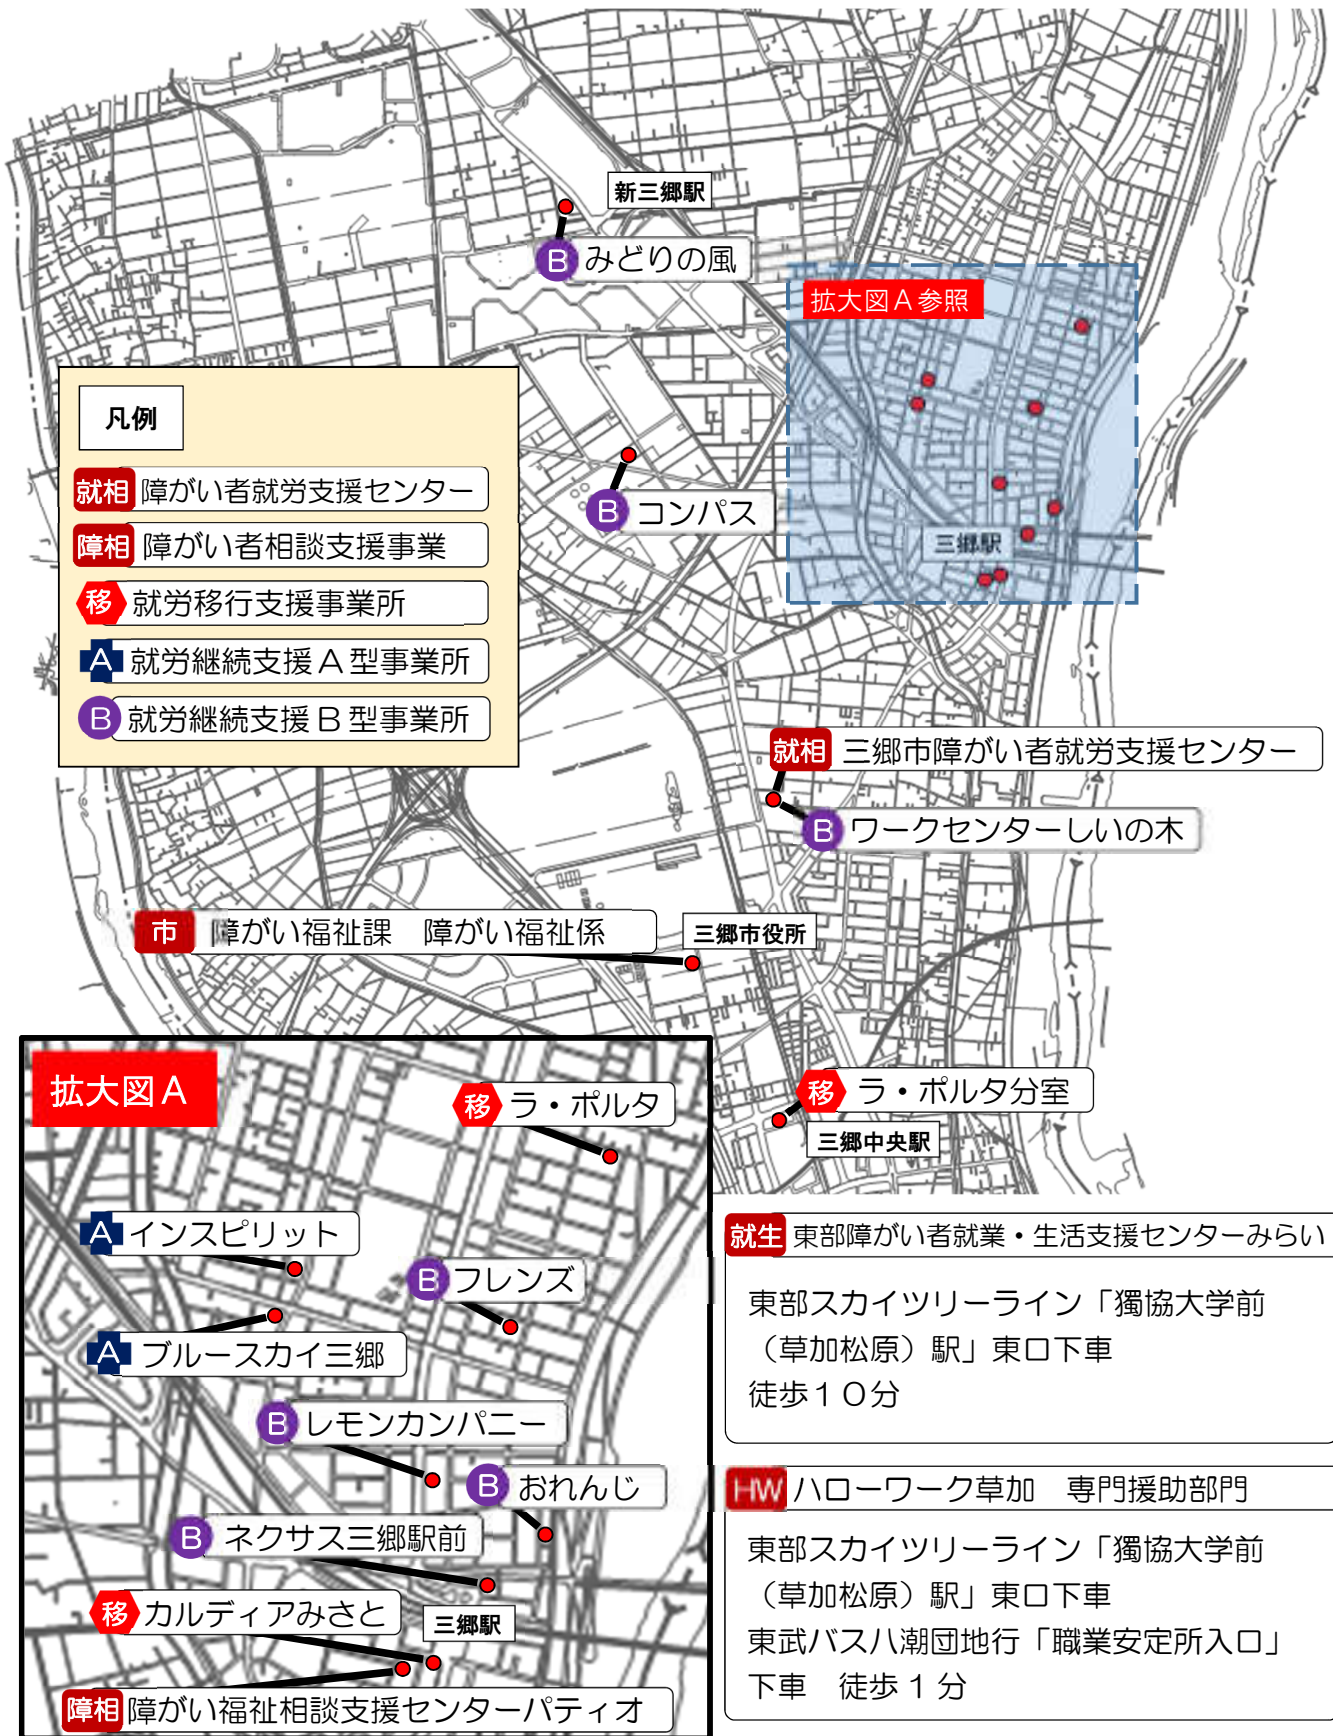 新三郷駅
B みどりの風
拡大図A参照
凡例
就相 障がい者就労支援センター
障相 障がい者相談支援事業
移 就労移行支援事業所
A 就労継続支援A型事業所
B 就労継続支援B型事業所
B コンパス
三郷駅
就相 三郷市障がい者就労支援センター
B ワークセンターしいの木
市 障がい福祉課　障がい福祉係
三郷市役所
移 ラ・ポルタ分室
三郷中央駅
拡大図A
移 ラ・ポルタ
A インスピリット
B フレンズ
A ブルースカイ三郷
B レモンカンパニー
B おれんじ
B ネクサス三郷駅前
移 カルディアみさと
三郷駅
障相 障がい福祉相談支援センターパティオ
就生 東部障がい者就業・生活支援センターみらい
東部スカイツリーライン「獨協大学前
（草加松原）駅」東口下車
徒歩１０分
HW ハローワーク草加　専門援助部門
東部スカイツリーライン「獨協大学前
（草加松原）駅」東口下車
東武バス八潮団地行「職業安定所入口」
下車　徒歩１分